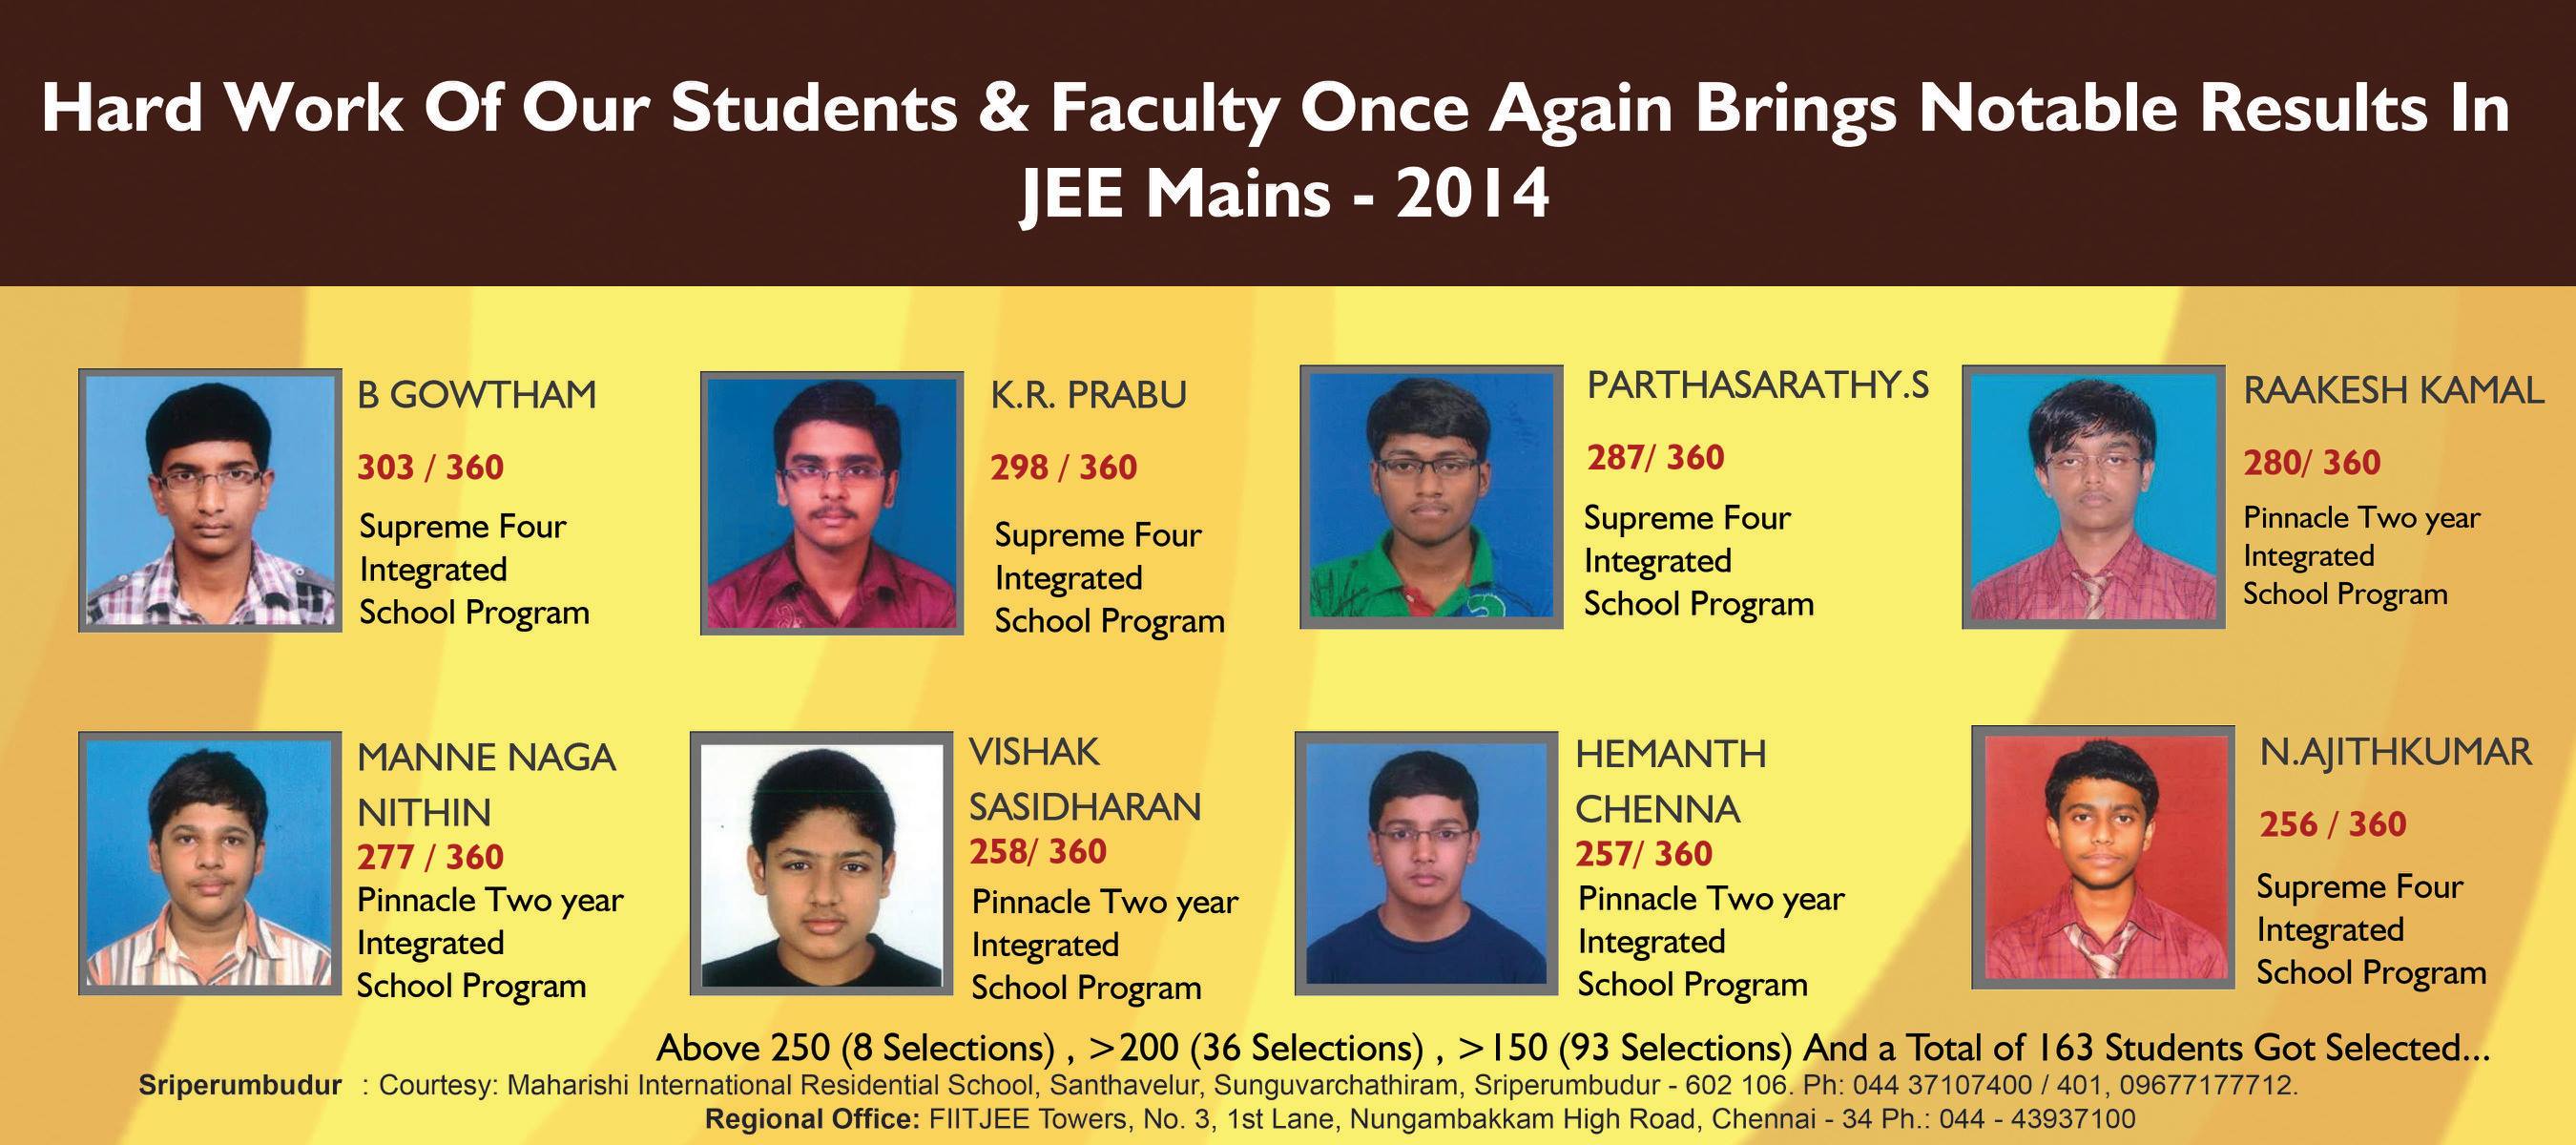 Hard Work Of Our Students & Faculty Once Again Brings Notable Results In
JEE Mains - 2014
B GOWTHAM
303 / 360
Supreme Four
Integrated
School Program
K.R. PRABU
298 / 360
Supreme Four
Integrated
School Program
PARTHASARATHY.S
287/ 360
Supreme Four
Integrated
School Program
RAAKESH KAMAL
280/ 360
Pinnacle Two year
Integrated
School Program
MANNE NAGA
NITHIN
277 / 360
Pinnacle Two year
Integrated
School Program
VISHAK
SASIDHARAN
258/ 360
Pinnacle Two year
Integrated
School Program
HEMANTH
CHENNA
257/ 360
Pinnacle Two year
Integrated
School Program
N.AJITHKUMAR
256 / 360
Supreme Four
Integrated
School Program
Above 250 (8 Selections) , >200 (36 Selections) , >150 (93 Selections) And a Total of 163 Students Got Selected...
Sriperumbudur : Courtesy: Maharishi International Residential School, Santhavelur, Sunguvarchathiram, Sriperumbudur - 602 106. Ph: 044 37107400 / 401, 09677177712.
Regional Office: FIITJEE Towers, No. 3, 1st Lane, Nungambakkam High Road, Chennai - 34 Ph.: 044 - 43937100